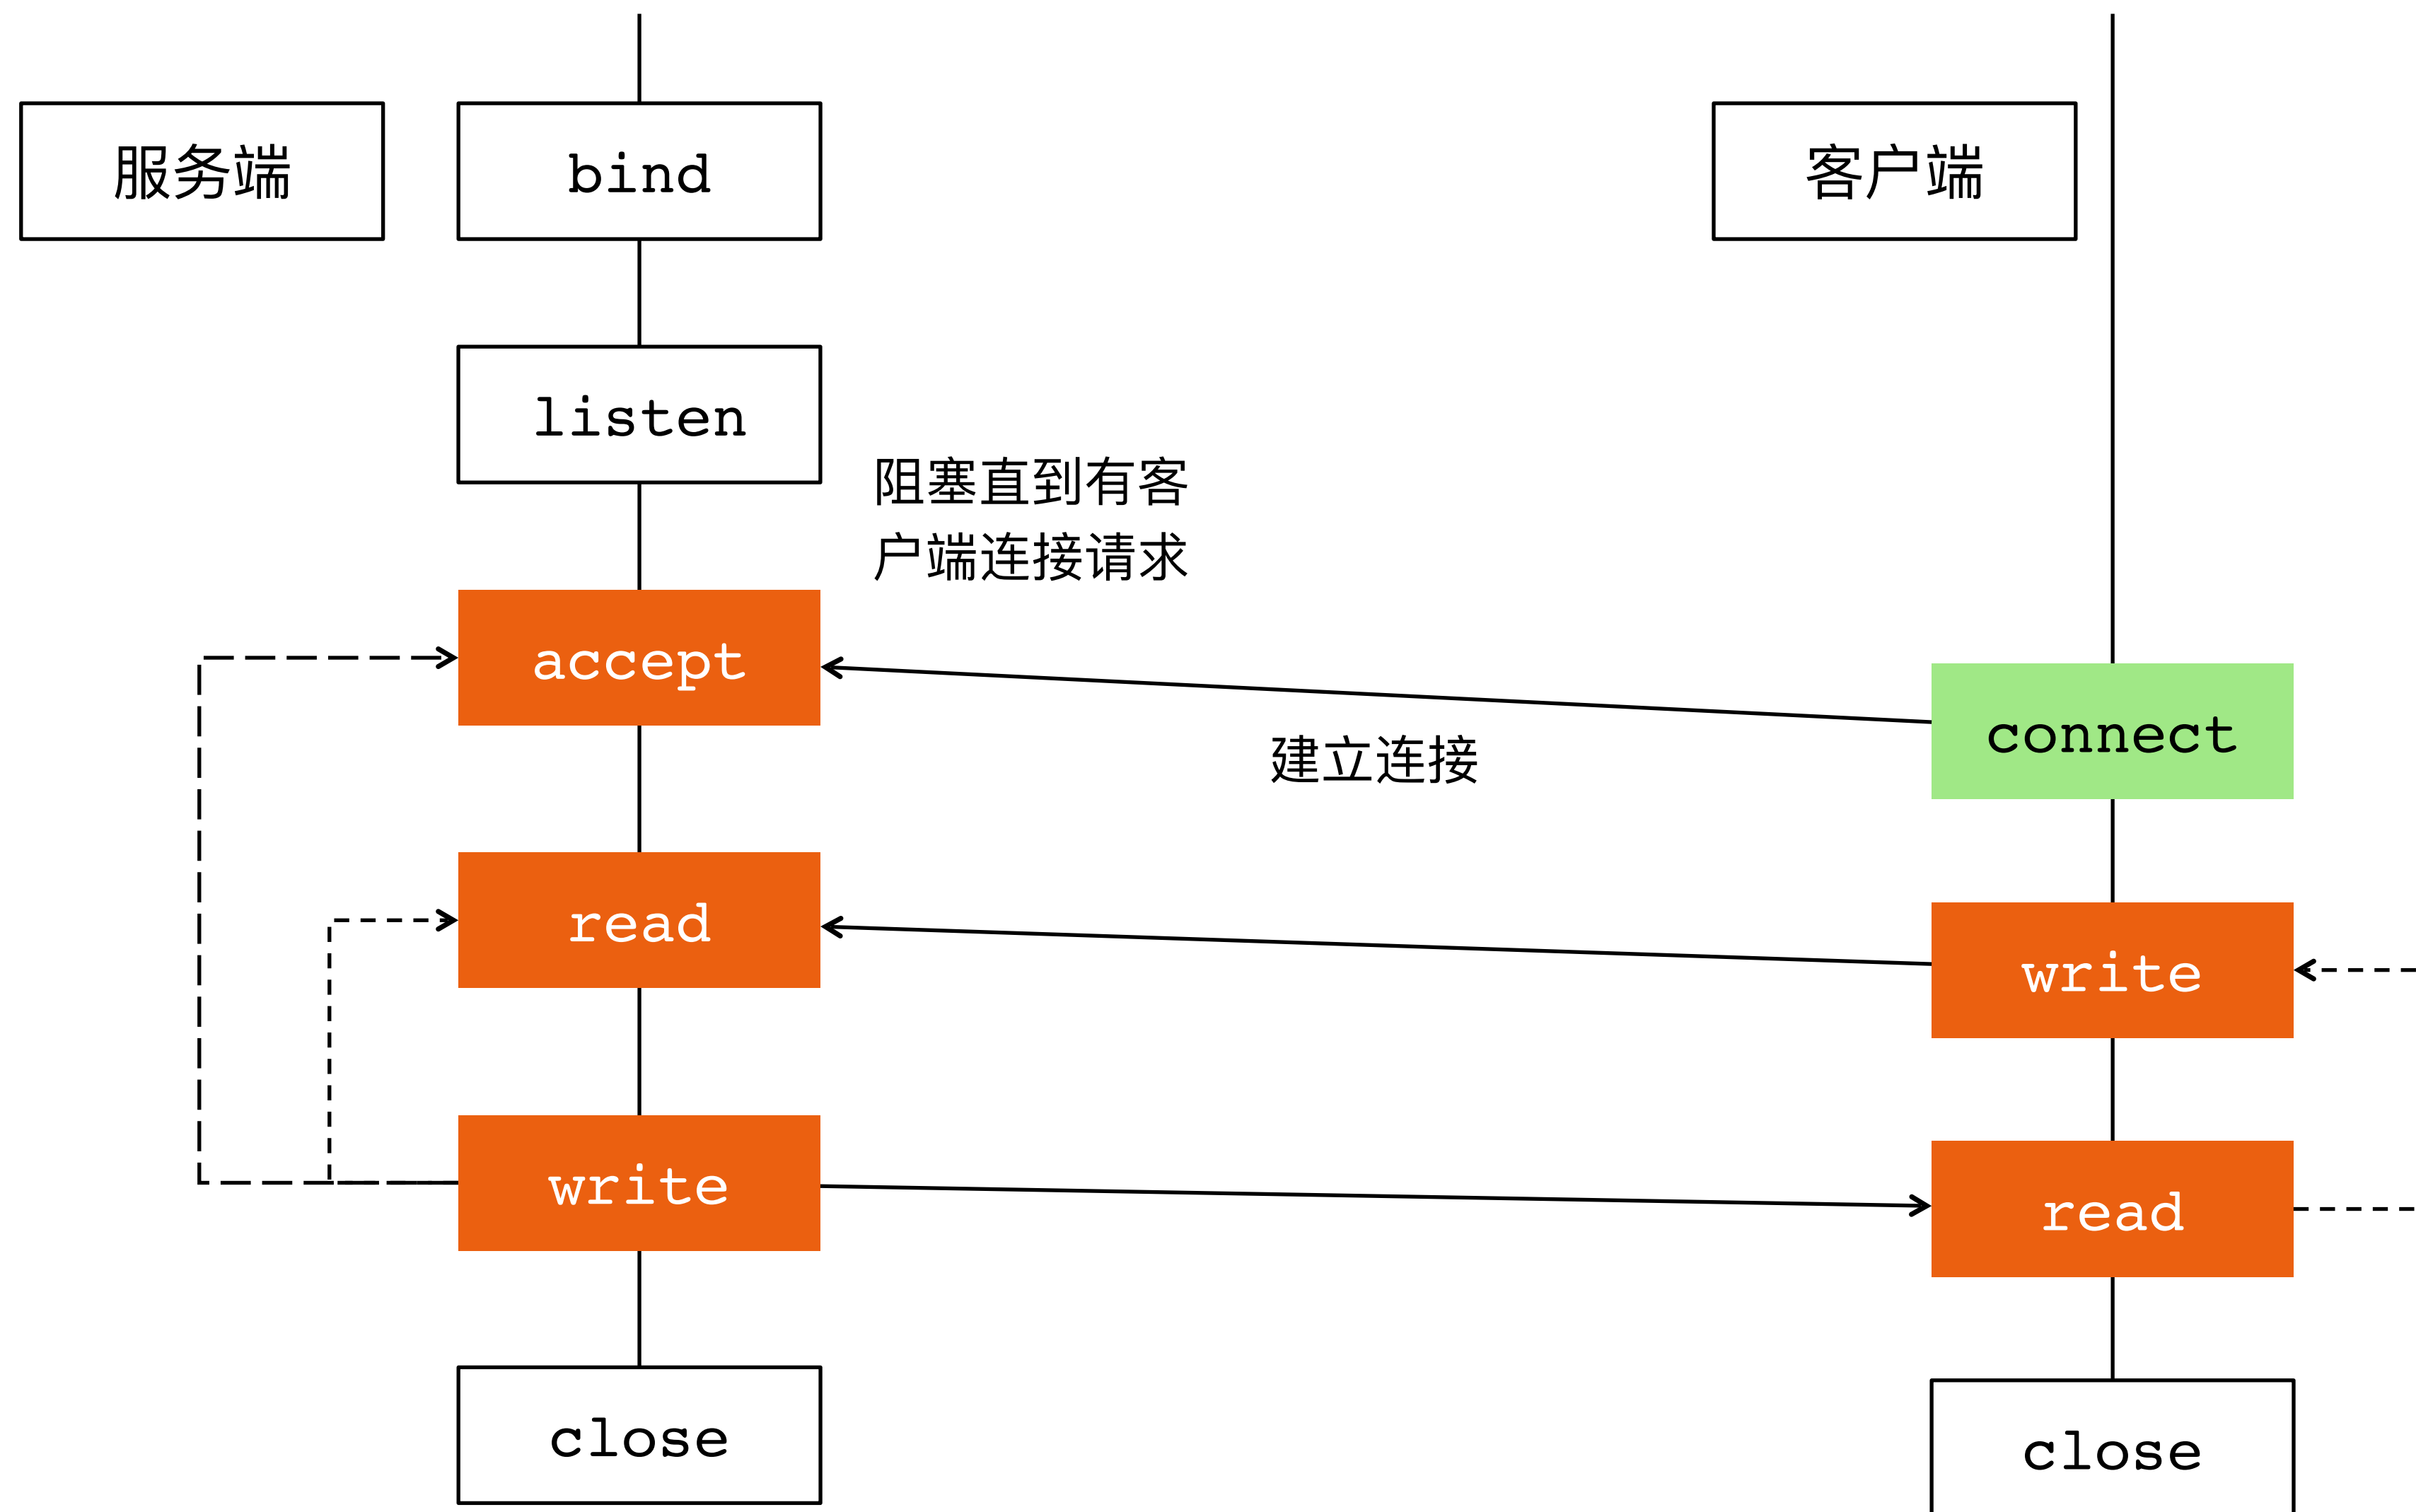 服务端
bind
客户端
listen
阻塞直到有客
户端连接请求
accept
connect
建立连接
read
write
write
read
close
close